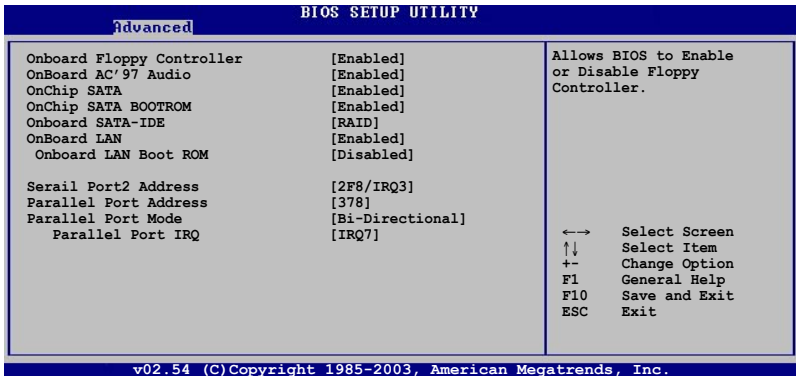 BIOS SETUP UTILITY
Advanced
Onboard Floppy Controller [Enabled]
OnBoard AC'97 Audio [Enabled]
OnChip SATA [Enabled]
OnChip SATA BOOTROM [Enabled]
Onboard SATA-IDE [RAID]
OnBoard LAN [Enabled]
Onboard LAN Boot ROM [Disabled]
Serail Port2 Address [2F8/IRQ3]
Parallel Port Address [378]
Parallel Port Mode [Bi-Directional]
Parallel Port IRQ [IRQ7]
Allows BIOS to Enable
or Disable Floppy
Controller.
←→ Select Screen
↑↓ Select Item
+- Change Option
F1 General Help
F10 Save and Exit
ESC Exit
v02.54 (C)Copyright 1985-2003, American Megatrends, Inc.